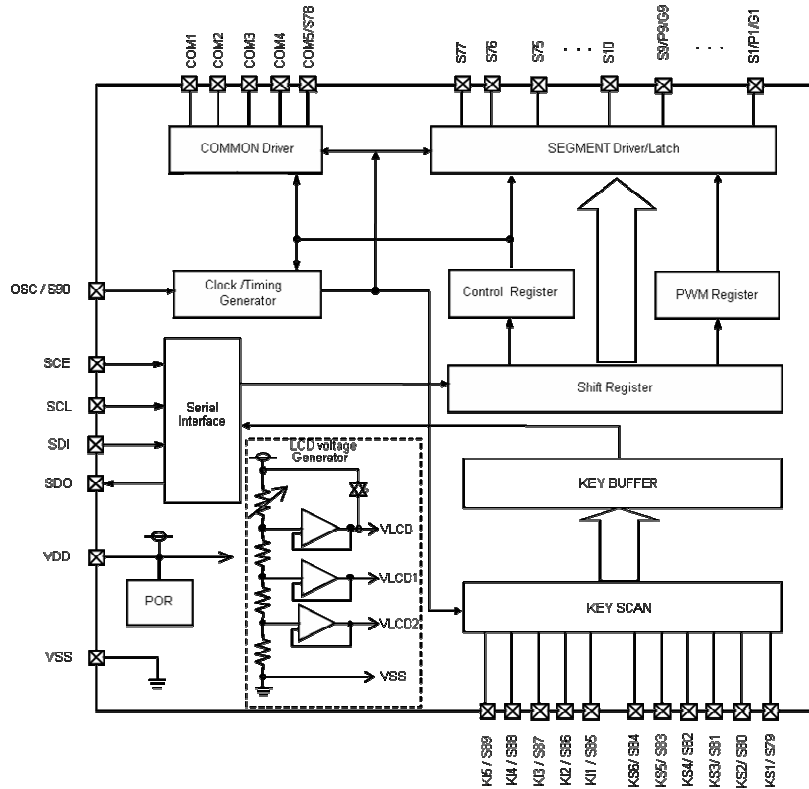 COM1
COM2
COM3
COM4
COM5/S78
S77
S76
S75
S10
S9/P9/G9
S1/P1/G1
COMMON Driver
SEGMENT Driver/Latch
OSC / S90
Clock /Timing
Generator
Control Register
PWM Register
SCE
SCL
SDI
SDO
Serial
Interface
Shift Register
LCD voltage
Generator
KEY BUFFER
VLCD
VLCD1
VLCD2
VSS
VDD
POR
KEY SCAN
VSS
KI5/ S89
KI4/ S88
KI3/ S87
KI2/ S86
KI1/ S85
KS6/ S84
KS5/ S83
KS4/ S82
KS3/ S81
KS2/ S80
KS1/ S79